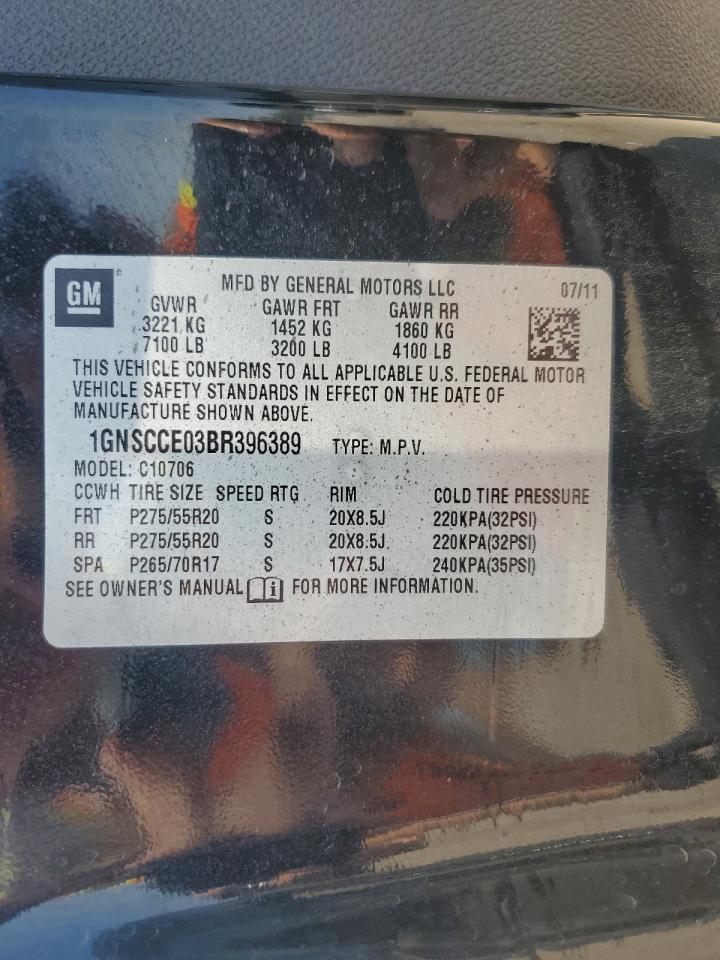 GM
MFD BY GENERAL MOTORS LLC 07/11
GVWR GAWR FRT GAWR RR
3221 KG 1452 KG 1860 KG
7100 LB 3200 LB 4100 LB
THIS VEHICLE CONFORMS TO ALL APPLICABLE U.S. FEDERAL MOTOR
VEHICLE SAFETY STANDARDS IN EFFECT ON THE DATE OF
MANUFACTURE SHOWN ABOVE.
1GNSCCE03BR396389 TYPE: M.P.V.
MODEL: C10706
CCWH TIRE SIZE SPEED RTG RIM COLD TIRE PRESSURE
FRT P275/55R20 S 20X8.5J 220KPA(32PSI)
RR P275/55R20 S 20X8.5J 220KPA(32PSI)
SPA P265/70R17 S 17X7.5J 240KPA(35PSI)
SEE OWNER'S MANUAL i FOR MORE INFORMATION.